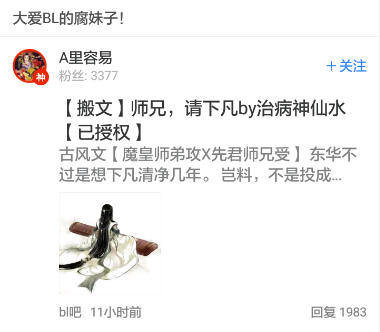 大爱BL的腐妹子！
A里容易
神
粉丝: 3377
＋关注
【搬文】师兄，请下凡by治病神仙水
【已授权】
古风文【魔皇师弟攻X先君师兄受】东华不
过是想下凡清净几年。岂料，不是投成...
bl吧 11小时前
回复 1983